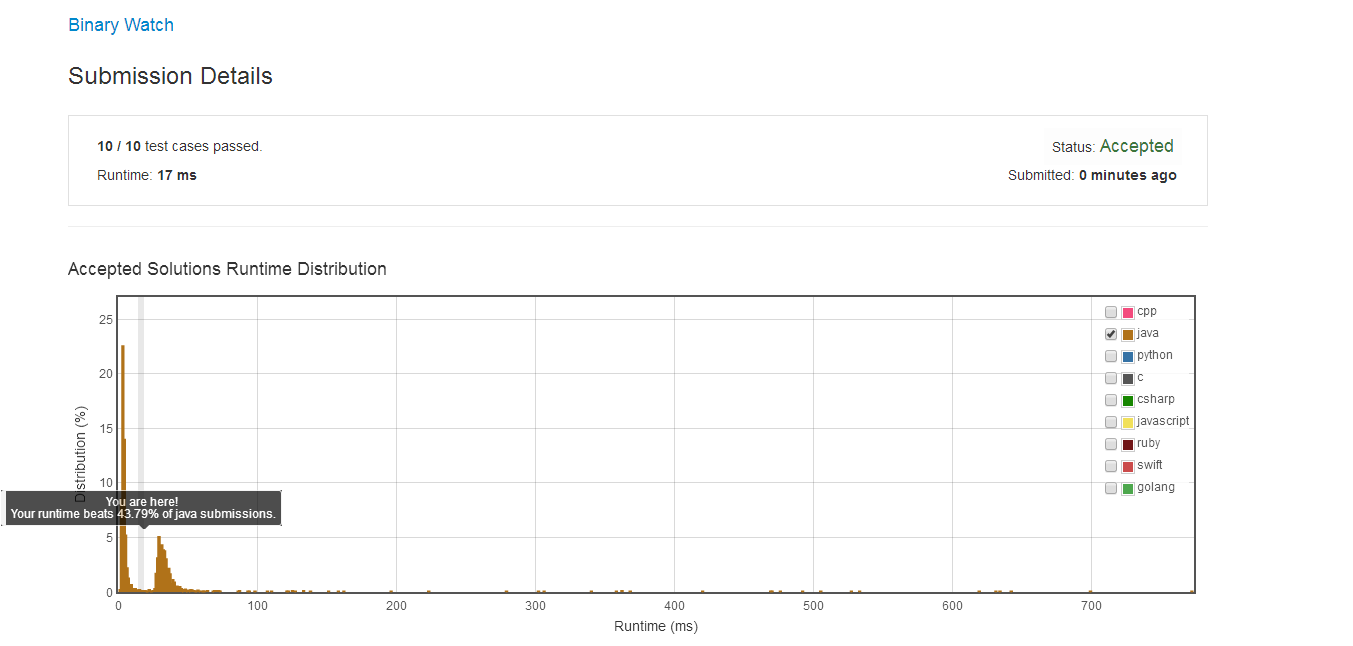 Binary Watch
Submission Details
10 / 10 test cases passed.
Status: Accepted
Runtime: 17 ms
Submitted: 0 minutes ago
Accepted Solutions Runtime Distribution
Distribution (%)
25
20
15
10
5
0
You are here!
Your runtime beats 43.79% of java submissions.
cpp
java
python
c
csharp
javascript
ruby
swift
golang
0
100
200
300
400
500
600
700
Runtime (ms)